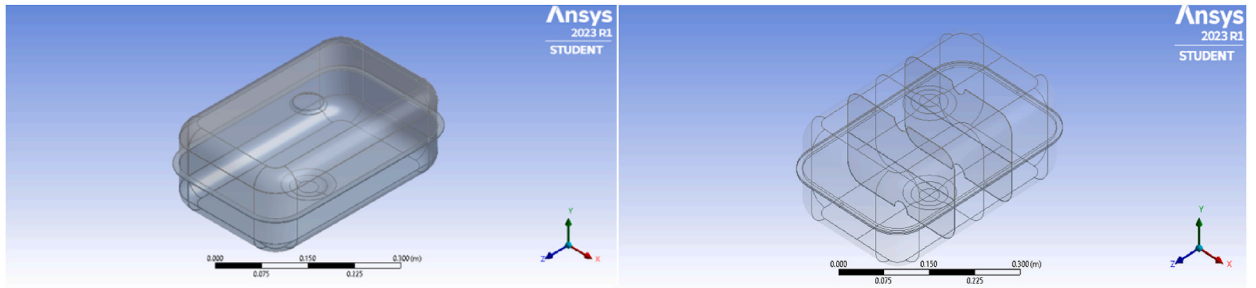 Ansys
2023 R1
STUDENT
Y
Z
X
0.000 0.150 0.300 (m)
0.075 0.225
Ansys
2023 R1
STUDENT
Y
Z
X
0.000 0.150 0.300 (m)
0.075 0.225